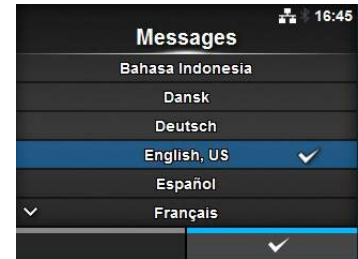 16:45
Messages
Bahasa Indonesia
Dansk
Deutsch
English, US
Español
Français